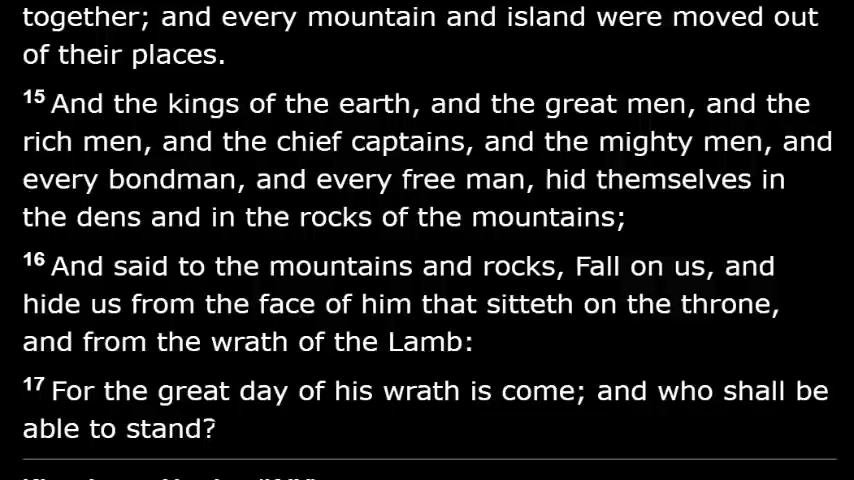 together; and every mountain and island were moved out
of their places.
15 And the kings of the earth, and the great men, and the
rich men, and the chief captains, and the mighty men, and
every bondman, and every free man, hid themselves in
the dens and in the rocks of the mountains;
16 And said to the mountains and rocks, Fall on us, and
hide us from the face of him that sitteth on the throne,
and from the wrath of the Lamb:
17 For the great day of his wrath is come; and who shall be
able to stand?